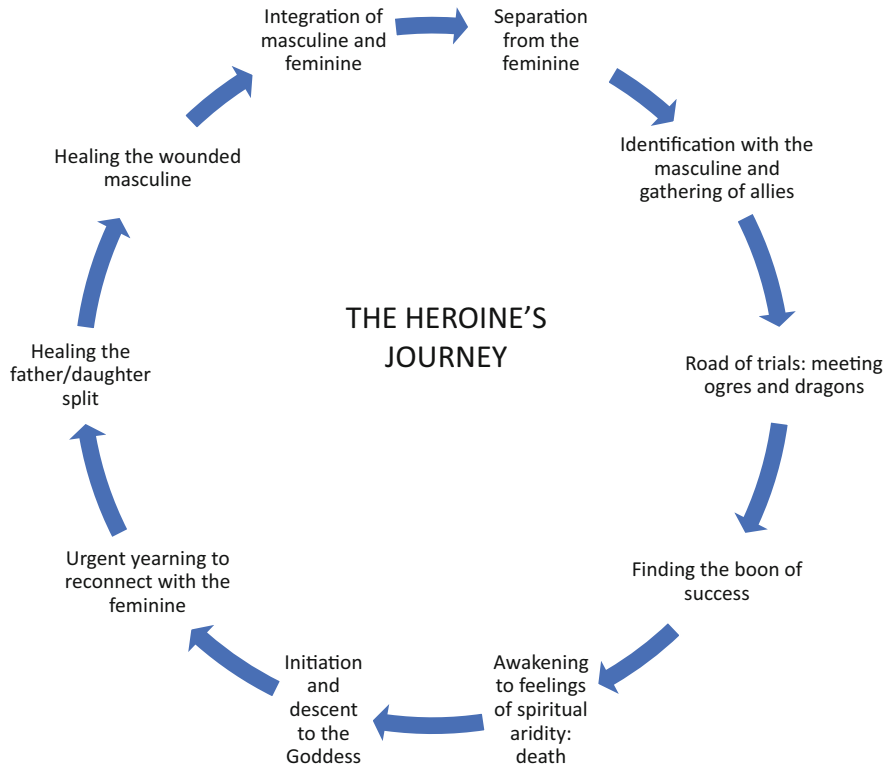 THE HEROINE'S
JOURNEY
Separation
from the
feminine
Identification with the
masculine and
gathering of allies
Road of trials: meeting
ogres and dragons
Finding the boon of
success
Awakening
to feelings
of spiritual
aridity:
death
Initiation
and
descent
to the
Goddess
Urgent yearning to
reconnect with the
feminine
Healing the
father/daughter
split
Healing the wounded
masculine
Integration of
masculine and
feminine